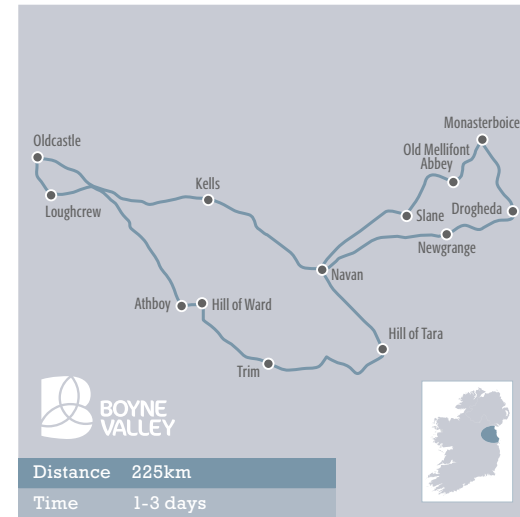 Monasterboice
Oldcastle
Old Mellifont
Abbey
Kells
Loughcrew
Slane
Drogheda
Newgrange
Navan
Athboy
Hill of Ward
Hill of Tara
Trim
BOYNE
VALLEY
Distance 225km
Time 1-3 days